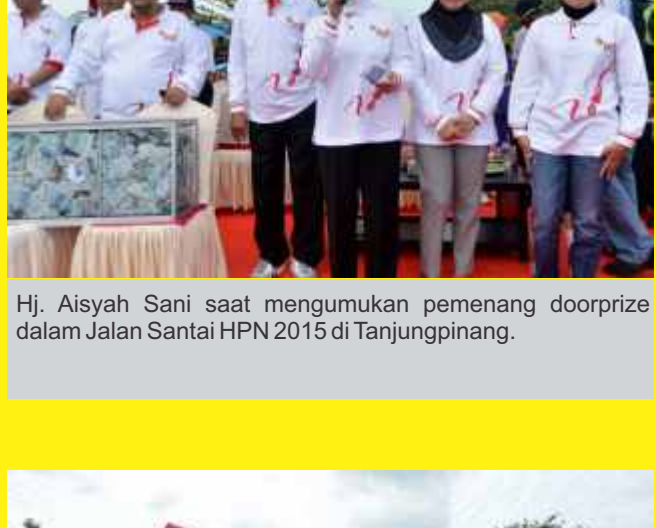 Hj. Aisyah Sani saat mengumukan pemenang doorprize
dalam Jalan Santai HPN 2015 di Tanjungpinang.